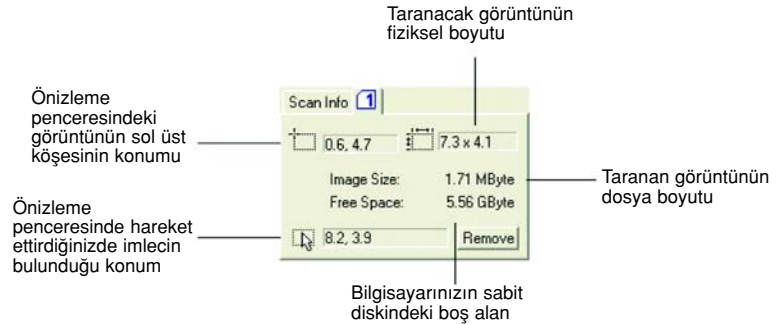 Taranacak görüntünün
fiziksel boyutu
Önizleme
penceresindeki
görüntünün sol üst
köşesinin konumu
Scan Info 1
0.6, 4.7
7.3 x 4.1
Image Size: 1.71 MByte
Free Space: 5.56 GByte
8.2, 3.9
Remove
Taranan görüntünün
dosya boyutu
Önizleme
penceresinde hareket
ettirdiğinizde imlecin
bulunduğu konum
Bilgisayarınızın sabit
diskindeki boş alan